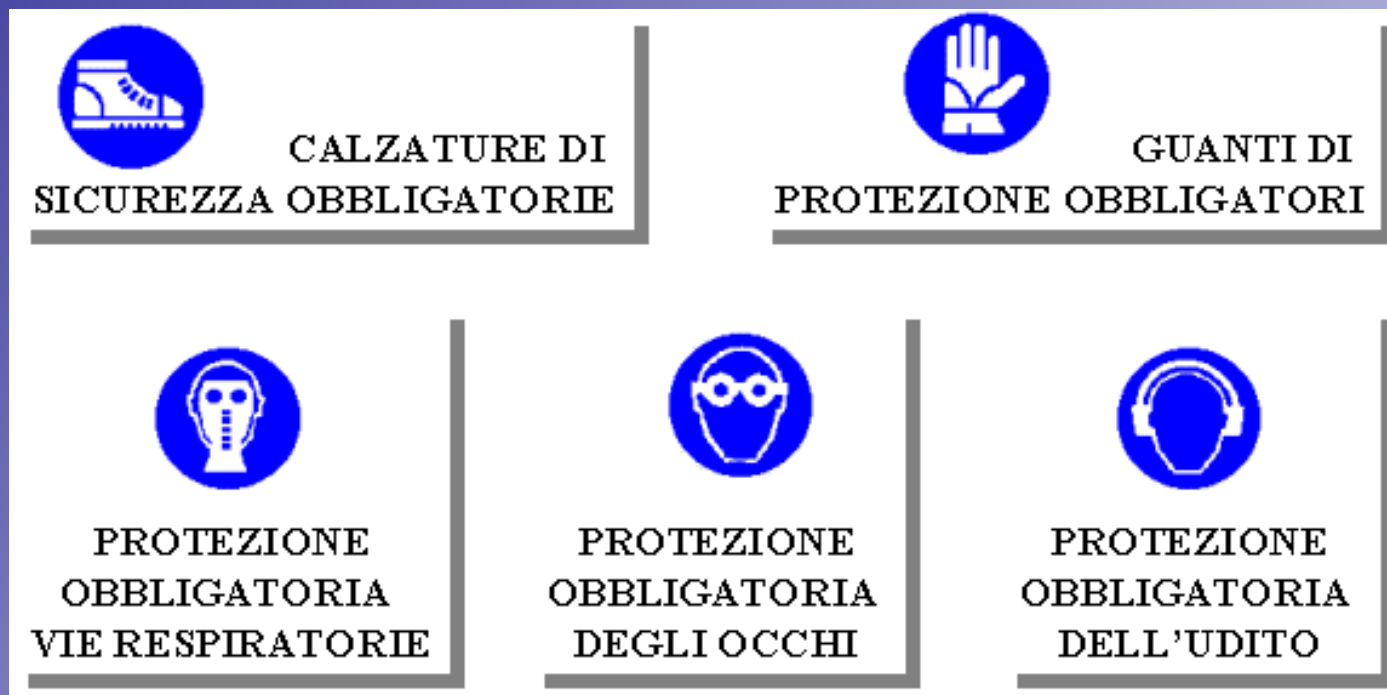 CALZATURE DI
SICUREZZA OBBLIGATORIE
GUANTI DI
PROTEZIONE OBBLIGATORI
PROTEZIONE
OBBLIGATORIA
VIE RESPIRATORIE
PROTEZIONE
OBBLIGATORIA
DEGLI OCCHI
PROTEZIONE
OBBLIGATORIA
DELL'UDITO